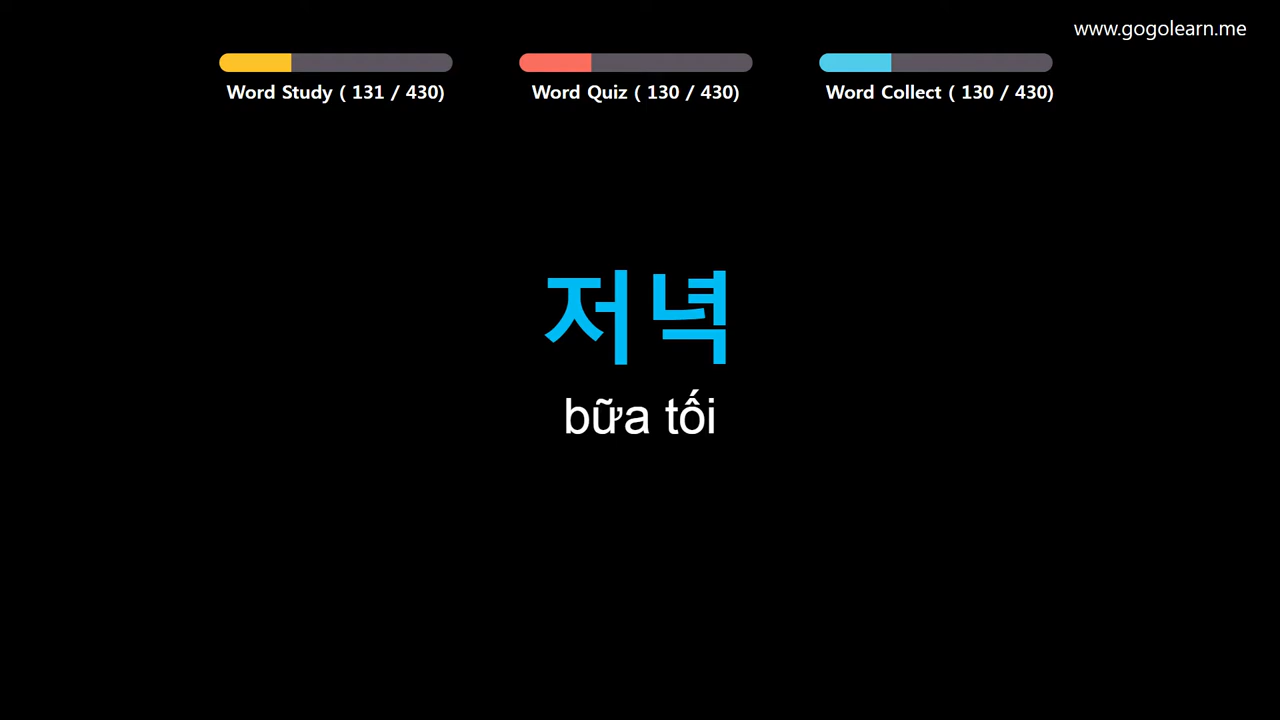 www.gogolearn.me
Word Study ( 131 / 430)
Word Quiz ( 130 / 430)
Word Collect ( 130 / 430)
저녁
bữa tối